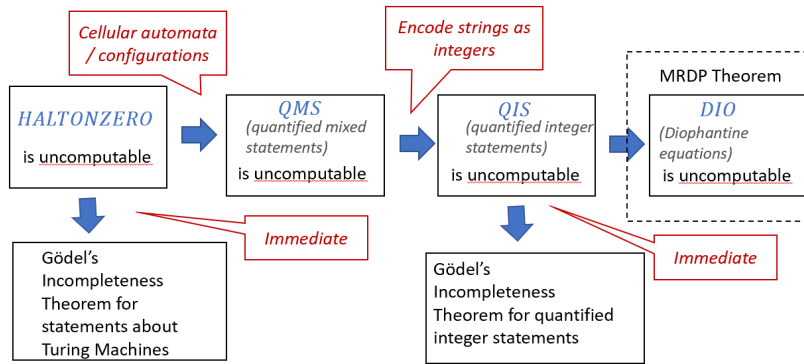 Cellular automata
/ configurations
Encode strings as
integers
MRDP Theorem
HALTONZERO
is uncomputable
QMS
(quantified mixed
statements)
is uncomputable
QIS
(quantified integer
statements)
is uncomputable
DIO
(Diophantine
equations)
is uncomputable
Immediate
Immediate
Gödel's
Incompleteness
Theorem for
statements about
Turing Machines
Gödel's
Incompleteness
Theorem for quantified
integer statements